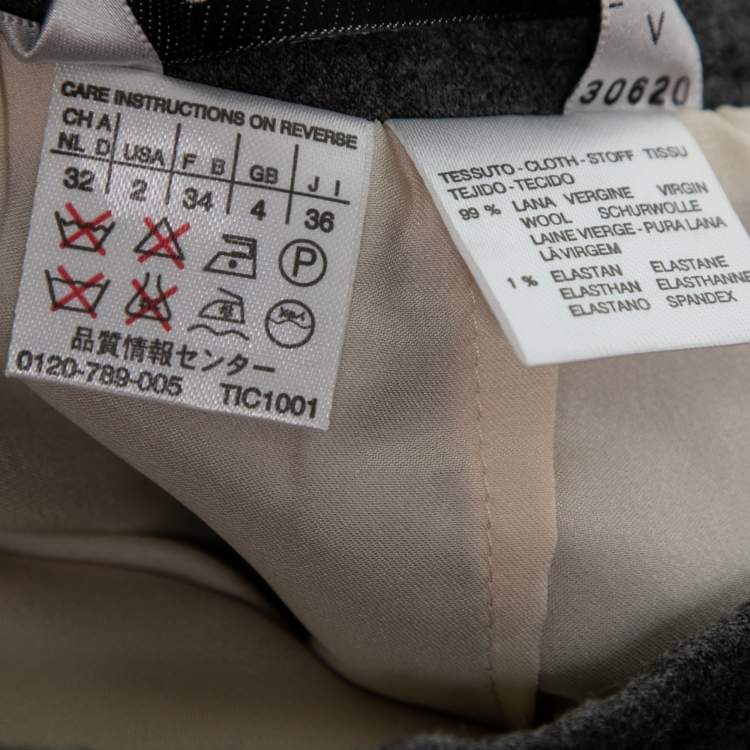 V
30620
CARE INSTRUCTIONS ON REVERSE
CH A
NL D USA F B GB J I
32 2 34 4 36
P
品質情報センター
0120-789-005 TIC1001
TESSUTO-CLOTH-STOFF TISSU
TEJIDO-TECIDO
99 % LANA VERGINE VIRGIN
WOOL SCHURWOLLE
LAINE VIERGE-PURA LANA
LÀ VIRGEM
1 % ELASTAN ELASTANE
ELASTHAN ELASTHANNE
ELASTANO SPANDEX